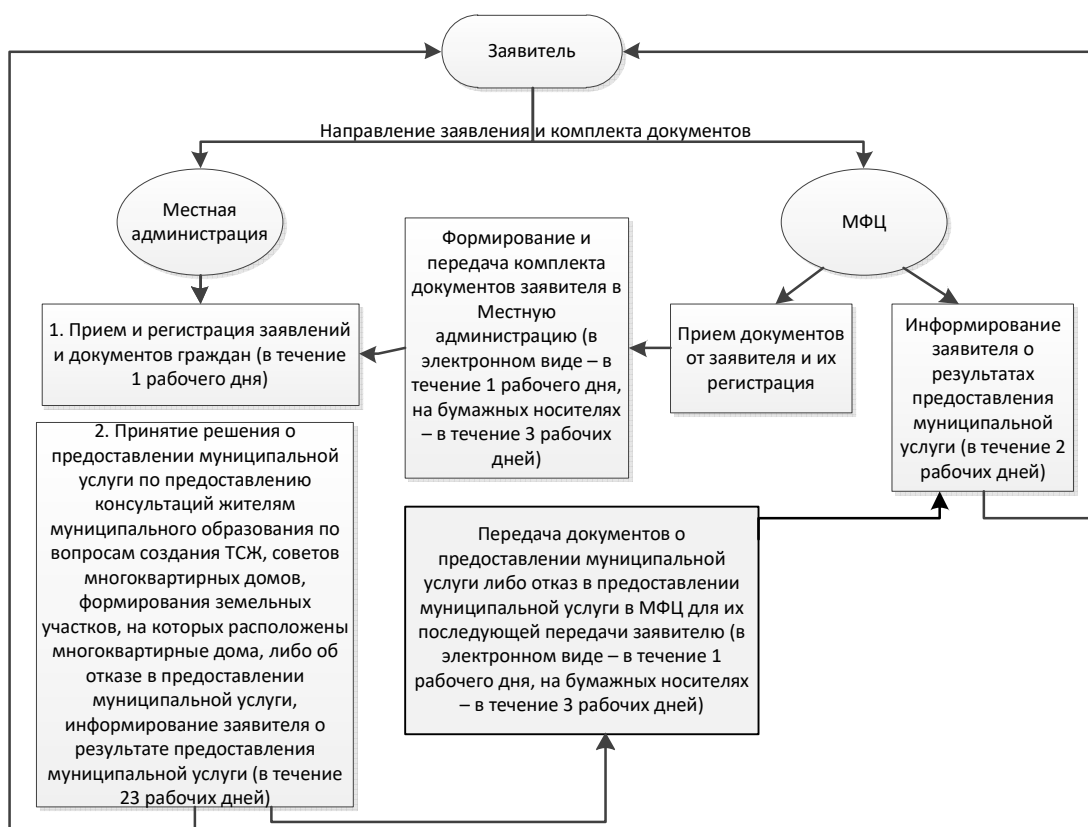 Заявитель
Направление заявления и комплекта документов
Местная
администрация
МФЦ
Формирование и
передача комплекта
документов заявителя в
Местную
администрацию (в
электронном виде – в
течение 1 рабочего дня,
на бумажных носителях
– в течение 3 рабочих
дней)
1. Прием и регистрация заявлений
и документов граждан (в течение
1 рабочего дня)
Прием документов
от заявителя и их
регистрация
Информирование
заявителя о
результатах
предоставления
муниципальной
услуги (в течение 2
рабочих дней)
2. Принятие решения о
предоставлении муниципальной
услуги по предоставлению
консультаций жителям
муниципального образования по
вопросам создания ТСЖ, советов
многоквартирных домов,
формирования земельных
участков, на которых расположены
многоквартирные дома, либо об
отказе в предоставлении
муниципальной услуги,
информирование заявителя о
результате предоставления
муниципальной услуги (в течение
23 рабочих дней)
Передача документов о
предоставлении муниципальной
услуги либо отказ в предоставлении
муниципальной услуги в МФЦ для их
последующей передачи заявителю (в
электронном виде – в течение 1
рабочего дня, на бумажных носителях
– в течение 3 рабочих дней)